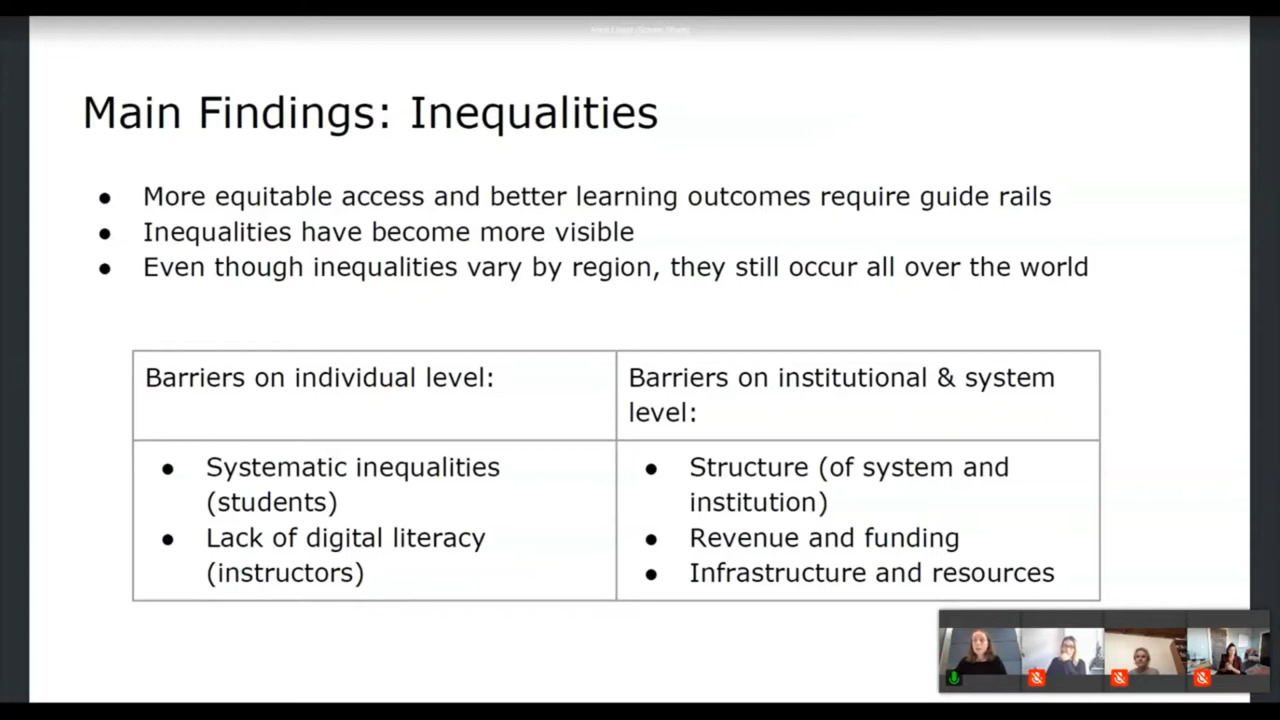 Main Findings: Inequalities
● More equitable access and better learning outcomes require guide rails
● Inequalities have become more visible
● Even though inequalities vary by region, they still occur all over the world
Barriers on individual level:
Barriers on institutional & system
level:
● Systematic inequalities
(students)
● Lack of digital literacy
(instructors)
● Structure (of system and
institution)
● Revenue and funding
● Infrastructure and resources